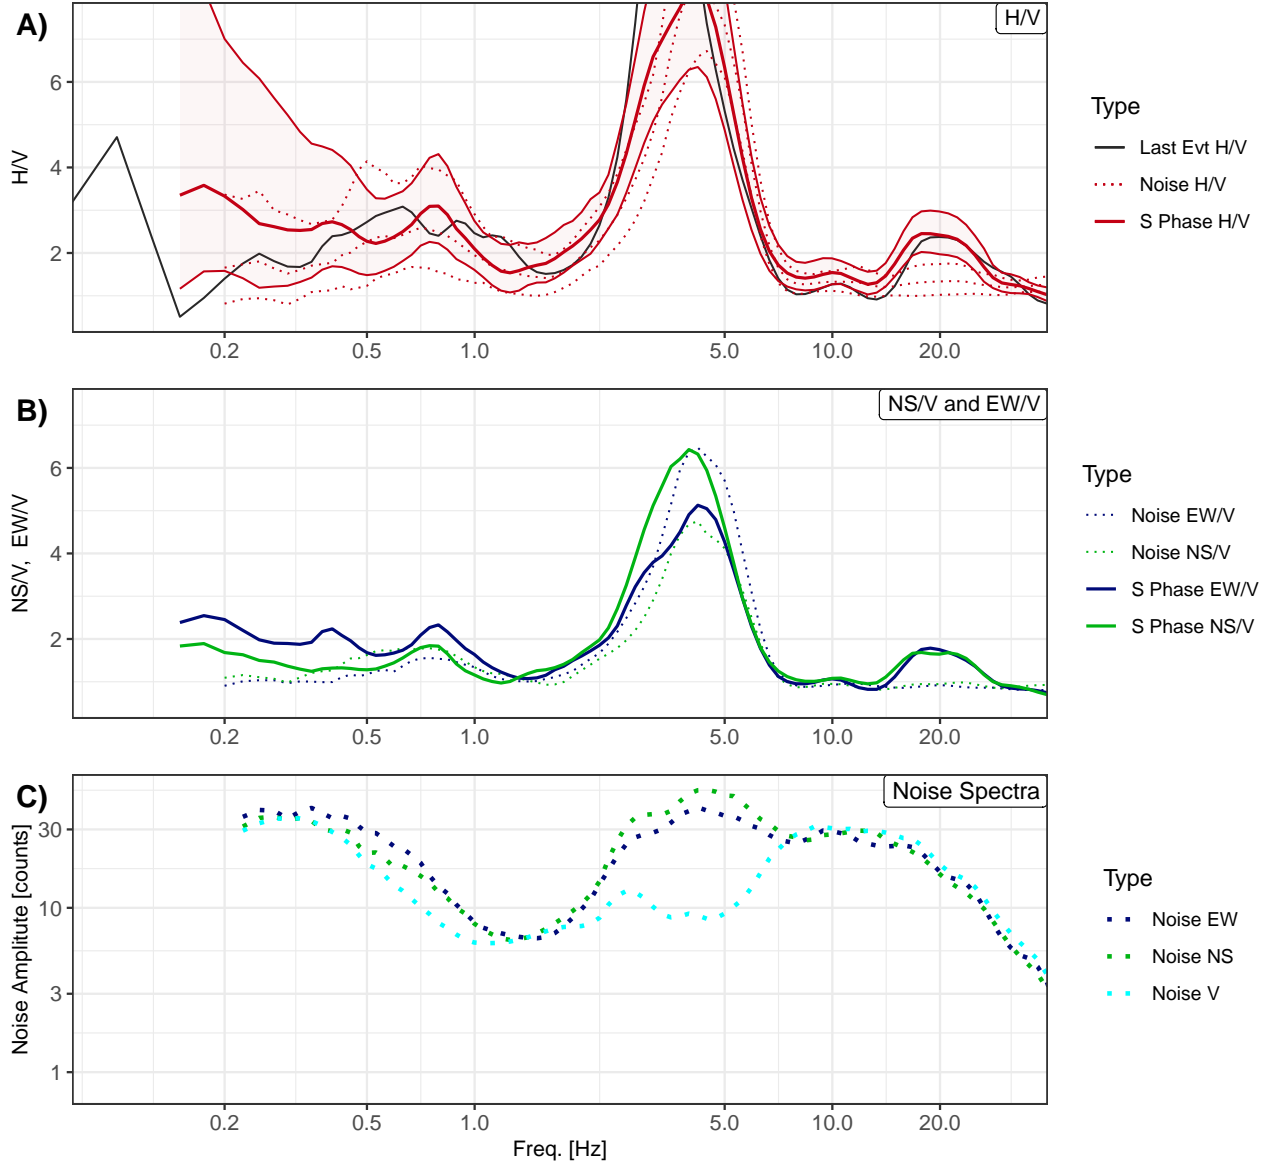 A)
H/V
H/V
6
4
2
0.2 0.5 1.0 5.0 10.0 20.0
Type
Last Evt H/V
Noise H/V
S Phase H/V
B)
NS/V and EW/V
NS/V, EW/V
6
4
2
0.2 0.5 1.0 5.0 10.0 20.0
Type
Noise EW/V
Noise NS/V
S Phase EW/V
S Phase NS/V
C)
Noise Spectra
Noise Amplitude [counts]
30
10
3
1
0.2 0.5 1.0 5.0 10.0 20.0
Freq. [Hz]
Type
Noise EW
Noise NS
Noise V